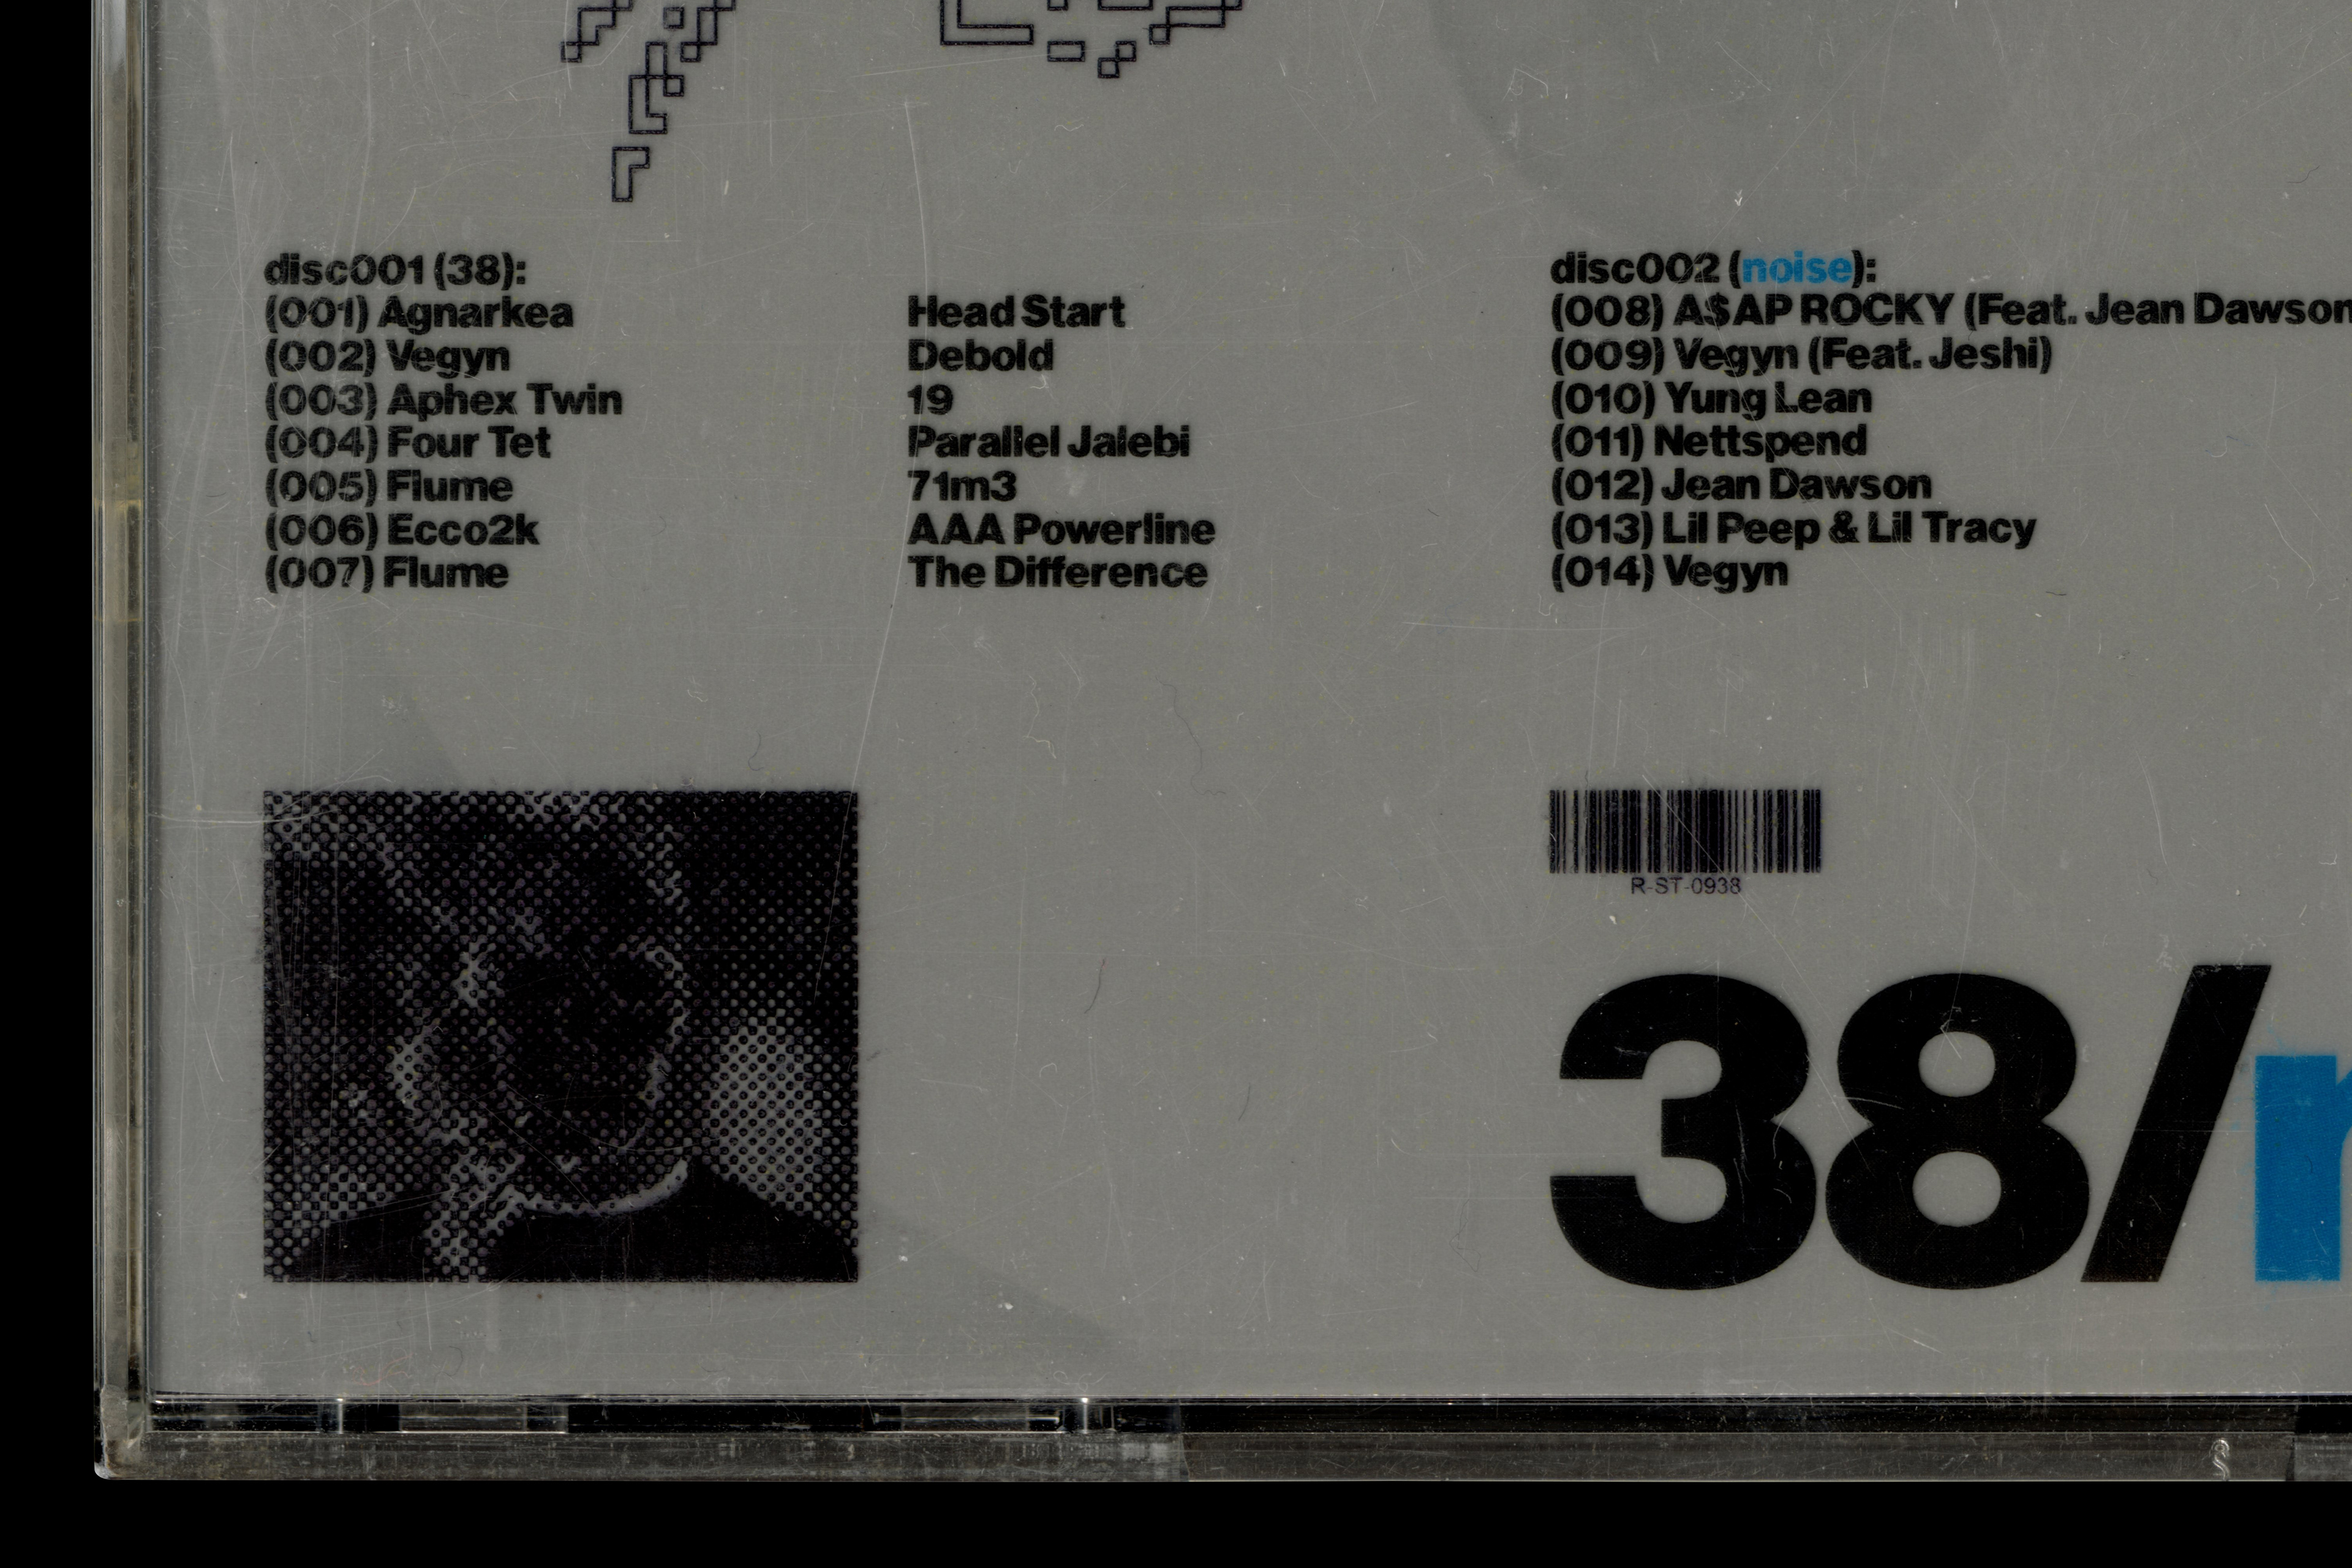 disc001 (38):
(001) Agnarkea Head Start
(002) Vegyn Debold
(003) Aphex Twin 19
(004) Four Tet Parallel Jalebi
(005) Flume 71m3
(006) Ecco2k AAA Powerline
(007) Flume The Difference
disc002 (noise):
(008) A$AP ROCKY (Feat. Jean Dawson
(009) Vegyn (Feat. Jeshi)
(010) Yung Lean
(011) Nettspend
(012) Jean Dawson
(013) Lil Peep & Lil Tracy
(014) Vegyn
R-ST-0938
38/